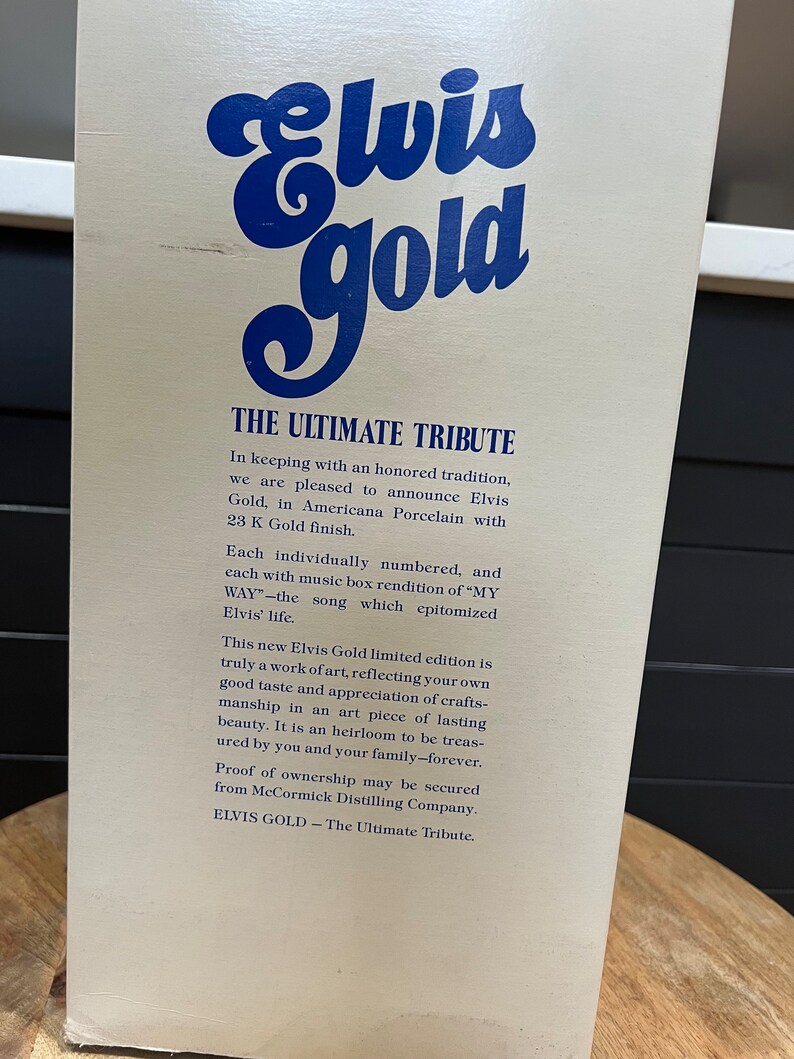 Elvis
gold
THE ULTIMATE TRIBUTE
In keeping with an honored tradition,
we are pleased to announce Elvis
Gold, in Americana Porcelain with
23 K Gold finish.
Each individually numbered, and
each with music box rendition of “MY
WAY”—the song which epitomized
Elvis’ life.
This new Elvis Gold limited edition is
truly a work of art, reflecting your own
good taste and appreciation of crafts-
manship in an art piece of lasting
beauty. It is an heirloom to be treas-
ured by you and your family—forever.
Proof of ownership may be secured
from McCormick Distilling Company.
ELVIS GOLD — The Ultimate Tribute.